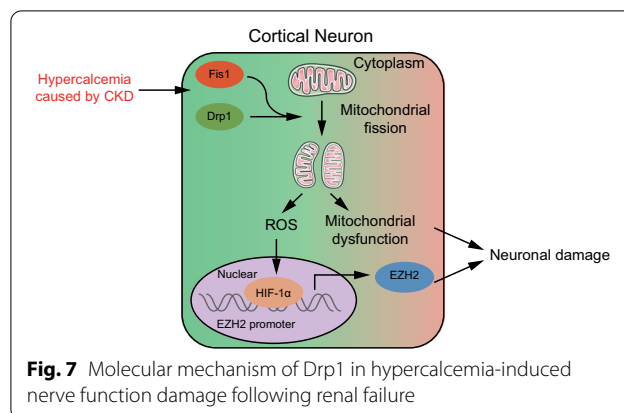 Cortical Neuron
Cytoplasm
Fis1
Hypercalcemia
caused by CKD
Drp1
Mitochondrial
fission
ROS
Mitochondrial
dysfunction
Neuronal damage
Nuclear
EZH2
HIF-1α
EZH2 promoter
Fig. 7 Molecular mechanism of Drp1 in hypercalcemia-induced
nerve function damage following renal failure